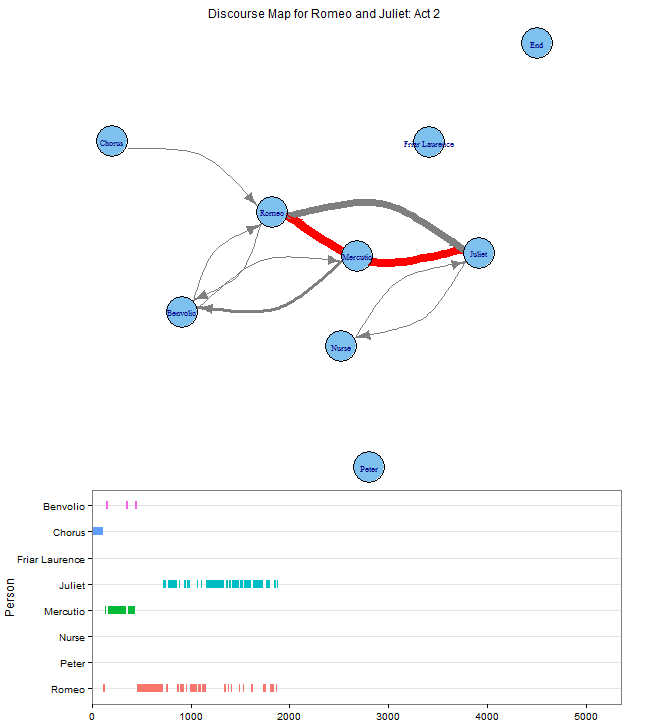 Discourse Map for Romeo and Juliet: Act 2
End
Chorus
Friar Laurence
Romeo
Mercutio
Juliet
Benvolio
Nurse
Peter
Person
Benvolio
Chorus
Friar Laurence
Juliet
Mercutio
Nurse
Peter
Romeo
0 1000 2000 3000 4000 5000